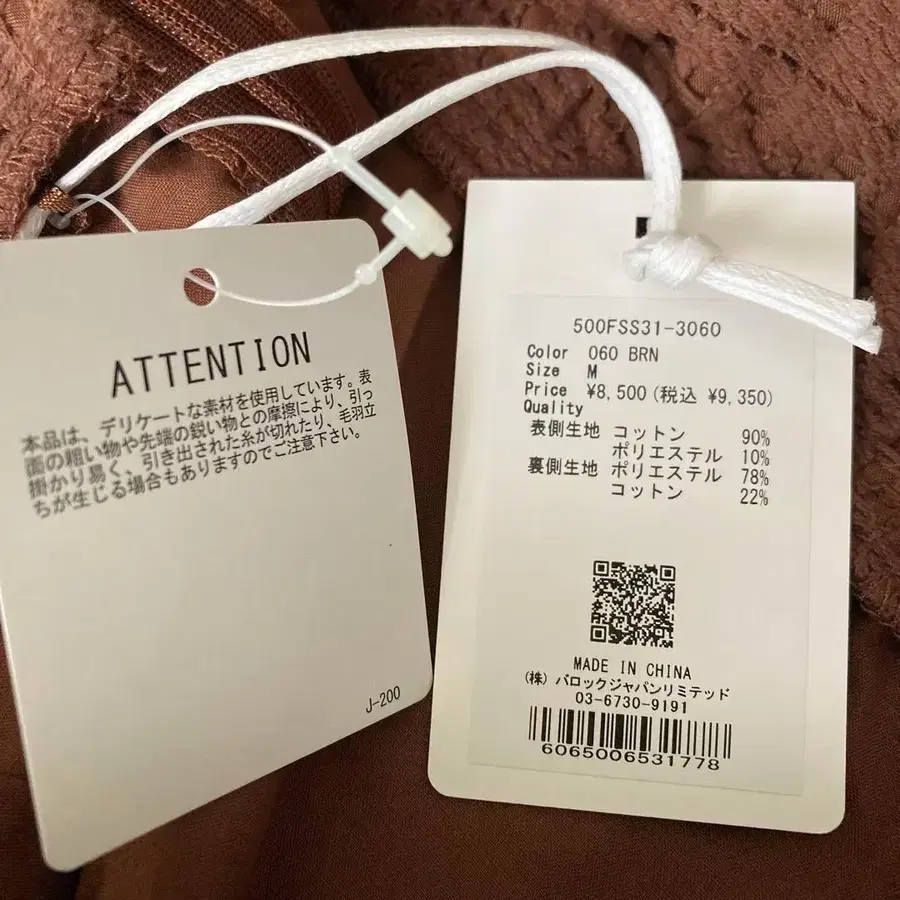 ATTENTION
本品は、デリケートな素材を使用しています。表
面の粗い物や先端の鋭い物との摩擦により、引っ
掛かり易く、引き出された糸が切れたり、毛羽立
ちが生じる場合もありますのでご注意下さい。
J-200
500FSS31-3060
Color 060 BRN
Size M
Price ¥8,500(税込 ¥9,350)
Quality
表側生地 コットン 90%
ポリエステル 10%
裏側生地 ポリエステル 78%
コットン 22%
MADE IN CHINA
(株) バロックジャパンリミテッド
03-6730-9191
6065006531778